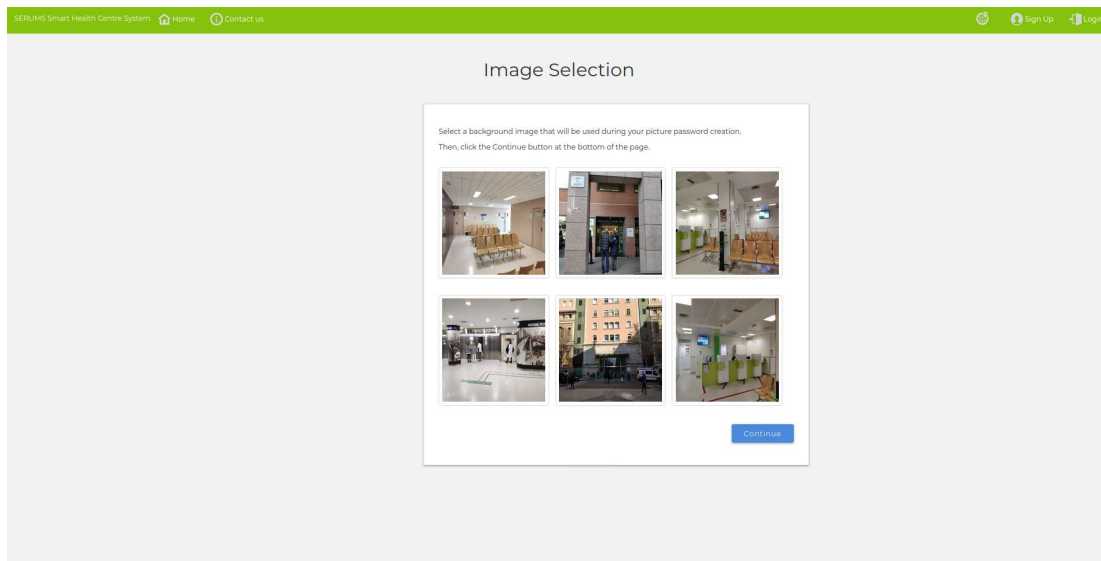 SERUMS Smart Health Centre System Home Contact us Sign Up
Image Selection
Select a background image that will be used during your picture password creation.
Then, click the Continue button at the bottom of the page.
Continue